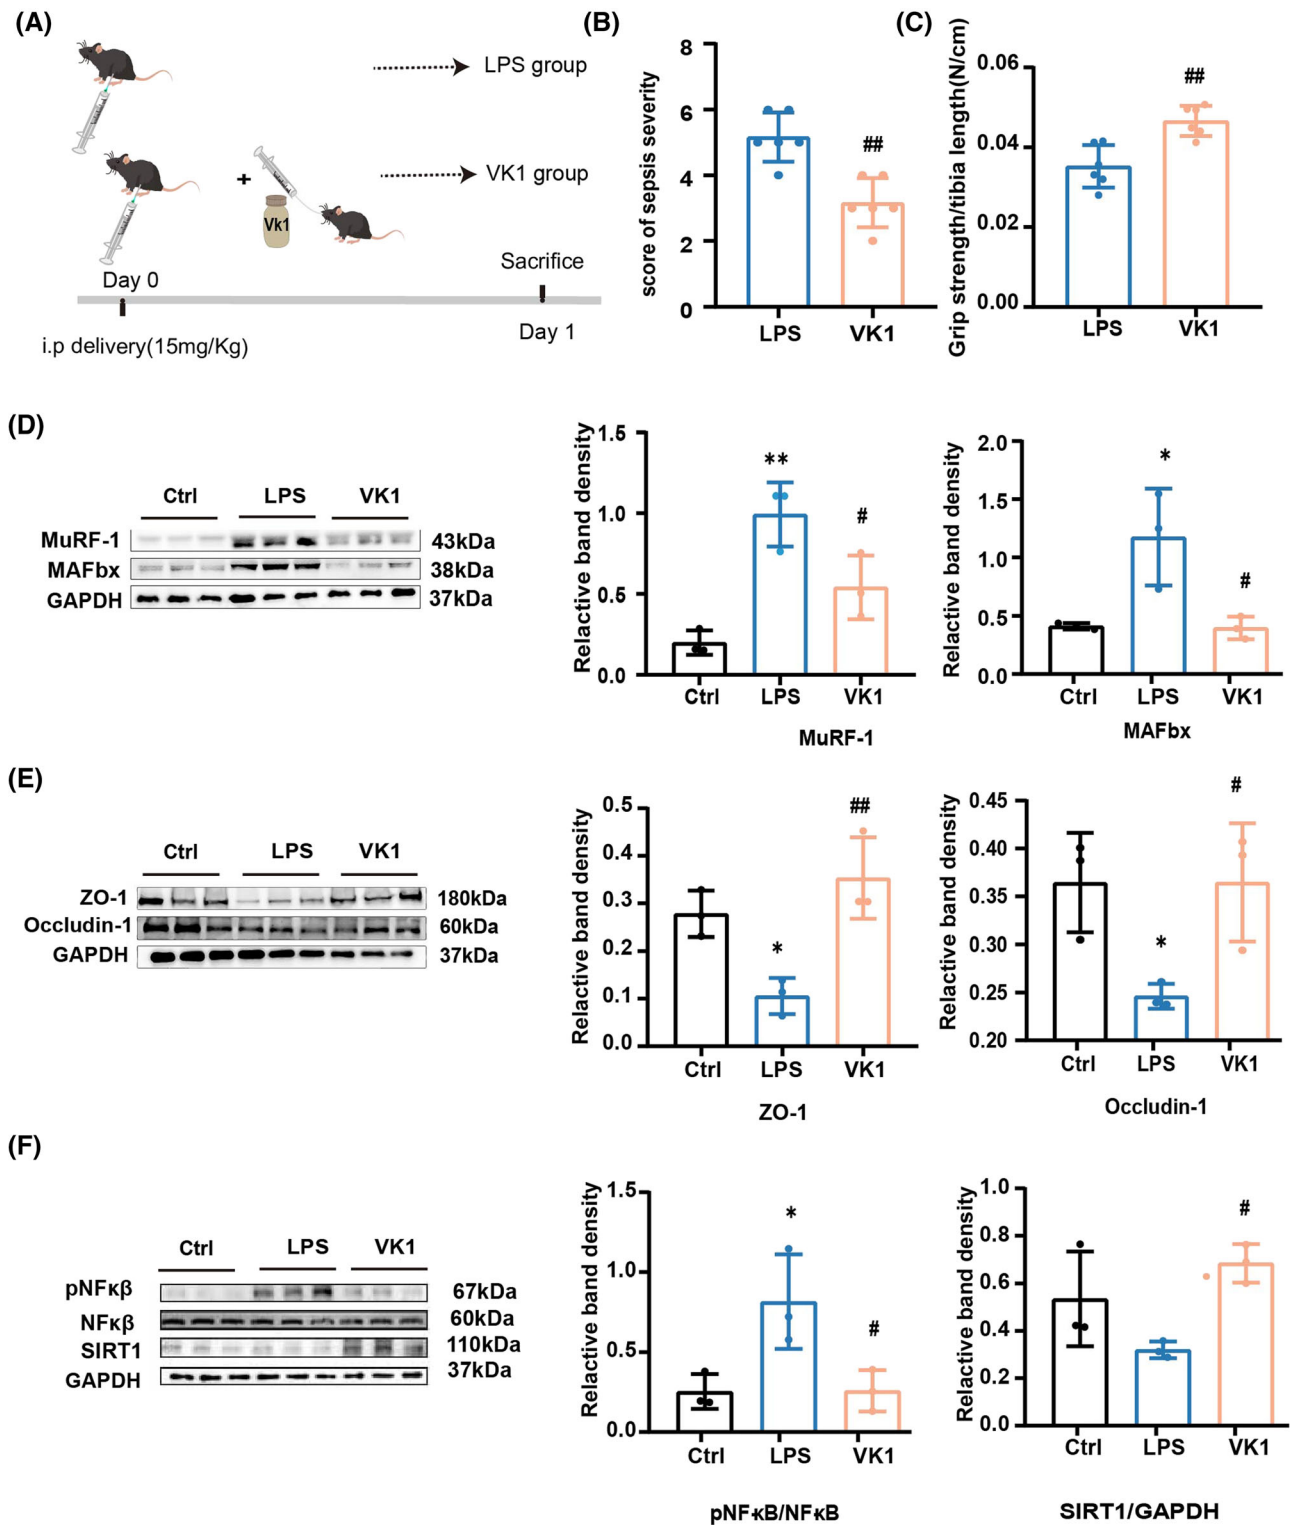 (A)
LPS group
VK1 group
+
Vk1
Day 0
Sacrifice
Day 1
i.p delivery(15mg/Kg)
(B)
score of sepsis severity
8
6
4
2
0
##
LPS
VK1
(C)
Grip strength/tibia length(N/cm)
0.06
0.04
0.02
0.00
##
LPS
VK1
(D)
Ctrl
LPS
VK1
MuRF-1
43kDa
MAFbx
38kDa
GAPDH
37kDa
Relactive band density
1.5
1.0
0.5
0.0
**
#
Ctrl
LPS
VK1
MuRF-1
Relactive band density
2.0
1.5
1.0
0.5
0.0
*
#
Ctrl
LPS
VK1
MAFbx
(E)
Ctrl
LPS
VK1
ZO-1
180kDa
Occludin-1
60kDa
GAPDH
37kDa
Relactive band density
0.5
0.4
0.3
0.2
0.1
0.0
*
##
Ctrl
LPS
VK1
ZO-1
Relactive band density
0.45
0.40
0.35
0.30
0.25
0.20
*
#
Ctrl
LPS
VK1
Occludin-1
(F)
Ctrl
LPS
VK1
pNFκβ
67kDa
NFκβ
60kDa
SIRT1
110kDa
GAPDH
37kDa
Relactive band density
1.5
1.0
0.5
0.0
*
#
Ctrl
LPS
VK1
pNF-κB/NFκB
Relactive band density
1.0
0.8
0.6
0.4
0.2
0.0
#
Ctrl
LPS
VK1
SIRT1/GAPDH